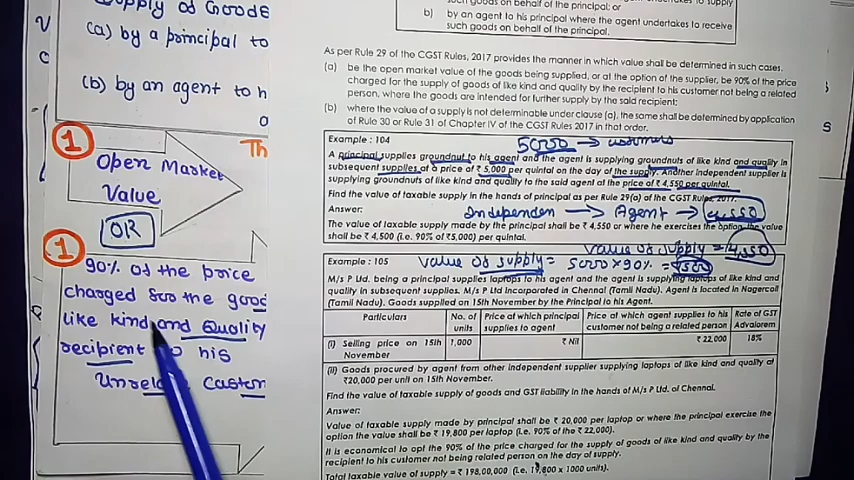 Supply of Goods
(a) by a principal to
(b) by an agent to h
1
Open Market
Value
OR
1
90% of the price
charged for the goods
like kind and Quality
recipient to his
Th
such goods on behalf of the principal; or
b) by an agent to his principal where the agent undertakes to receive
such goods on behalf of the principal.
As per Rule 29 of the CGST Rules, 2017 provides the manner in which value shall be determined in such cases.
(a) be the open market value of the goods being supplied, or at the option of the supplier, be 90% of the price
charged for the supply of goods of like kind and quality by the recipient to his customer not being a related
person, where the goods are intended for further supply by the said recipient;
(b) where the value of a supply is not determinable under clause (a), the same shall be determined by application
of Rule 30 or Rule 31 of Chapter IV of the CGST Rules 2017 in that order.
Example : 104
5000 → customers
A principal supplies groundnut to his agent and the agent is supplying groundnuts of like kind and quality in
subsequent supplies at a price of ₹ 5,000 per quintal on the day of the supply. Another independent supplier is
supplying groundnuts of like kind and quality to the said agent at the price of ₹ 4,550 per quintal.
Find the value of taxable supply in the hands of principal as per Rule 29(a) of the CGST Rules, 2017.
Answer:
Independen → Agent → 4,550
The value of taxable supply made by the principal shall be ₹ 4,550 or where he exercises the option, the value
shall be ₹ 4,500 (i.e. 90% of ₹5,000) per quintal.
value of supply = 4,550
Example : 105
value of supply = 5000 x 90% = 4500
M/s P Ltd. being a principal supplies laptops to his agent and the agent is supplying laptops of like kind and
quality in subsequent supplies. M/s P Ltd Incorporated in Chennai (Tamil Nadu). Agent is located in Nagercoil
(Tamil Nadu). Goods supplied on 15th November by the Principal to his Agent.
Particulars No. of units Price of which principal supplies to agent Price at which agent supplies to his customer not being a related person Rate of GST Advalorem
(i) Selling price on 15th November 1,000 ₹ Nil ₹ 22,000 18%
(ii) Goods procured by agent from other independent supplier supplying laptops of like kind and quality at
₹20,000 per unit on 15th November.
Find the value of taxable supply of goods and GST liability in the hands of M/s P Ltd. of Chennai.
Answer:
Value of taxable supply made by principal shall be ₹ 20,000 per laptop or where the principal exercise the
option the value shall be ₹ 19,800 per laptop (i.e. 90% of the ₹ 22,000).
It is economical to opt the 90% of the price charged for the supply of goods of like kind and quality by the
recipient to his customer not being related person on the day of supply.
Total taxable value of supply = ₹ 198,00,000 (i.e. 19,800 x 1000 units).